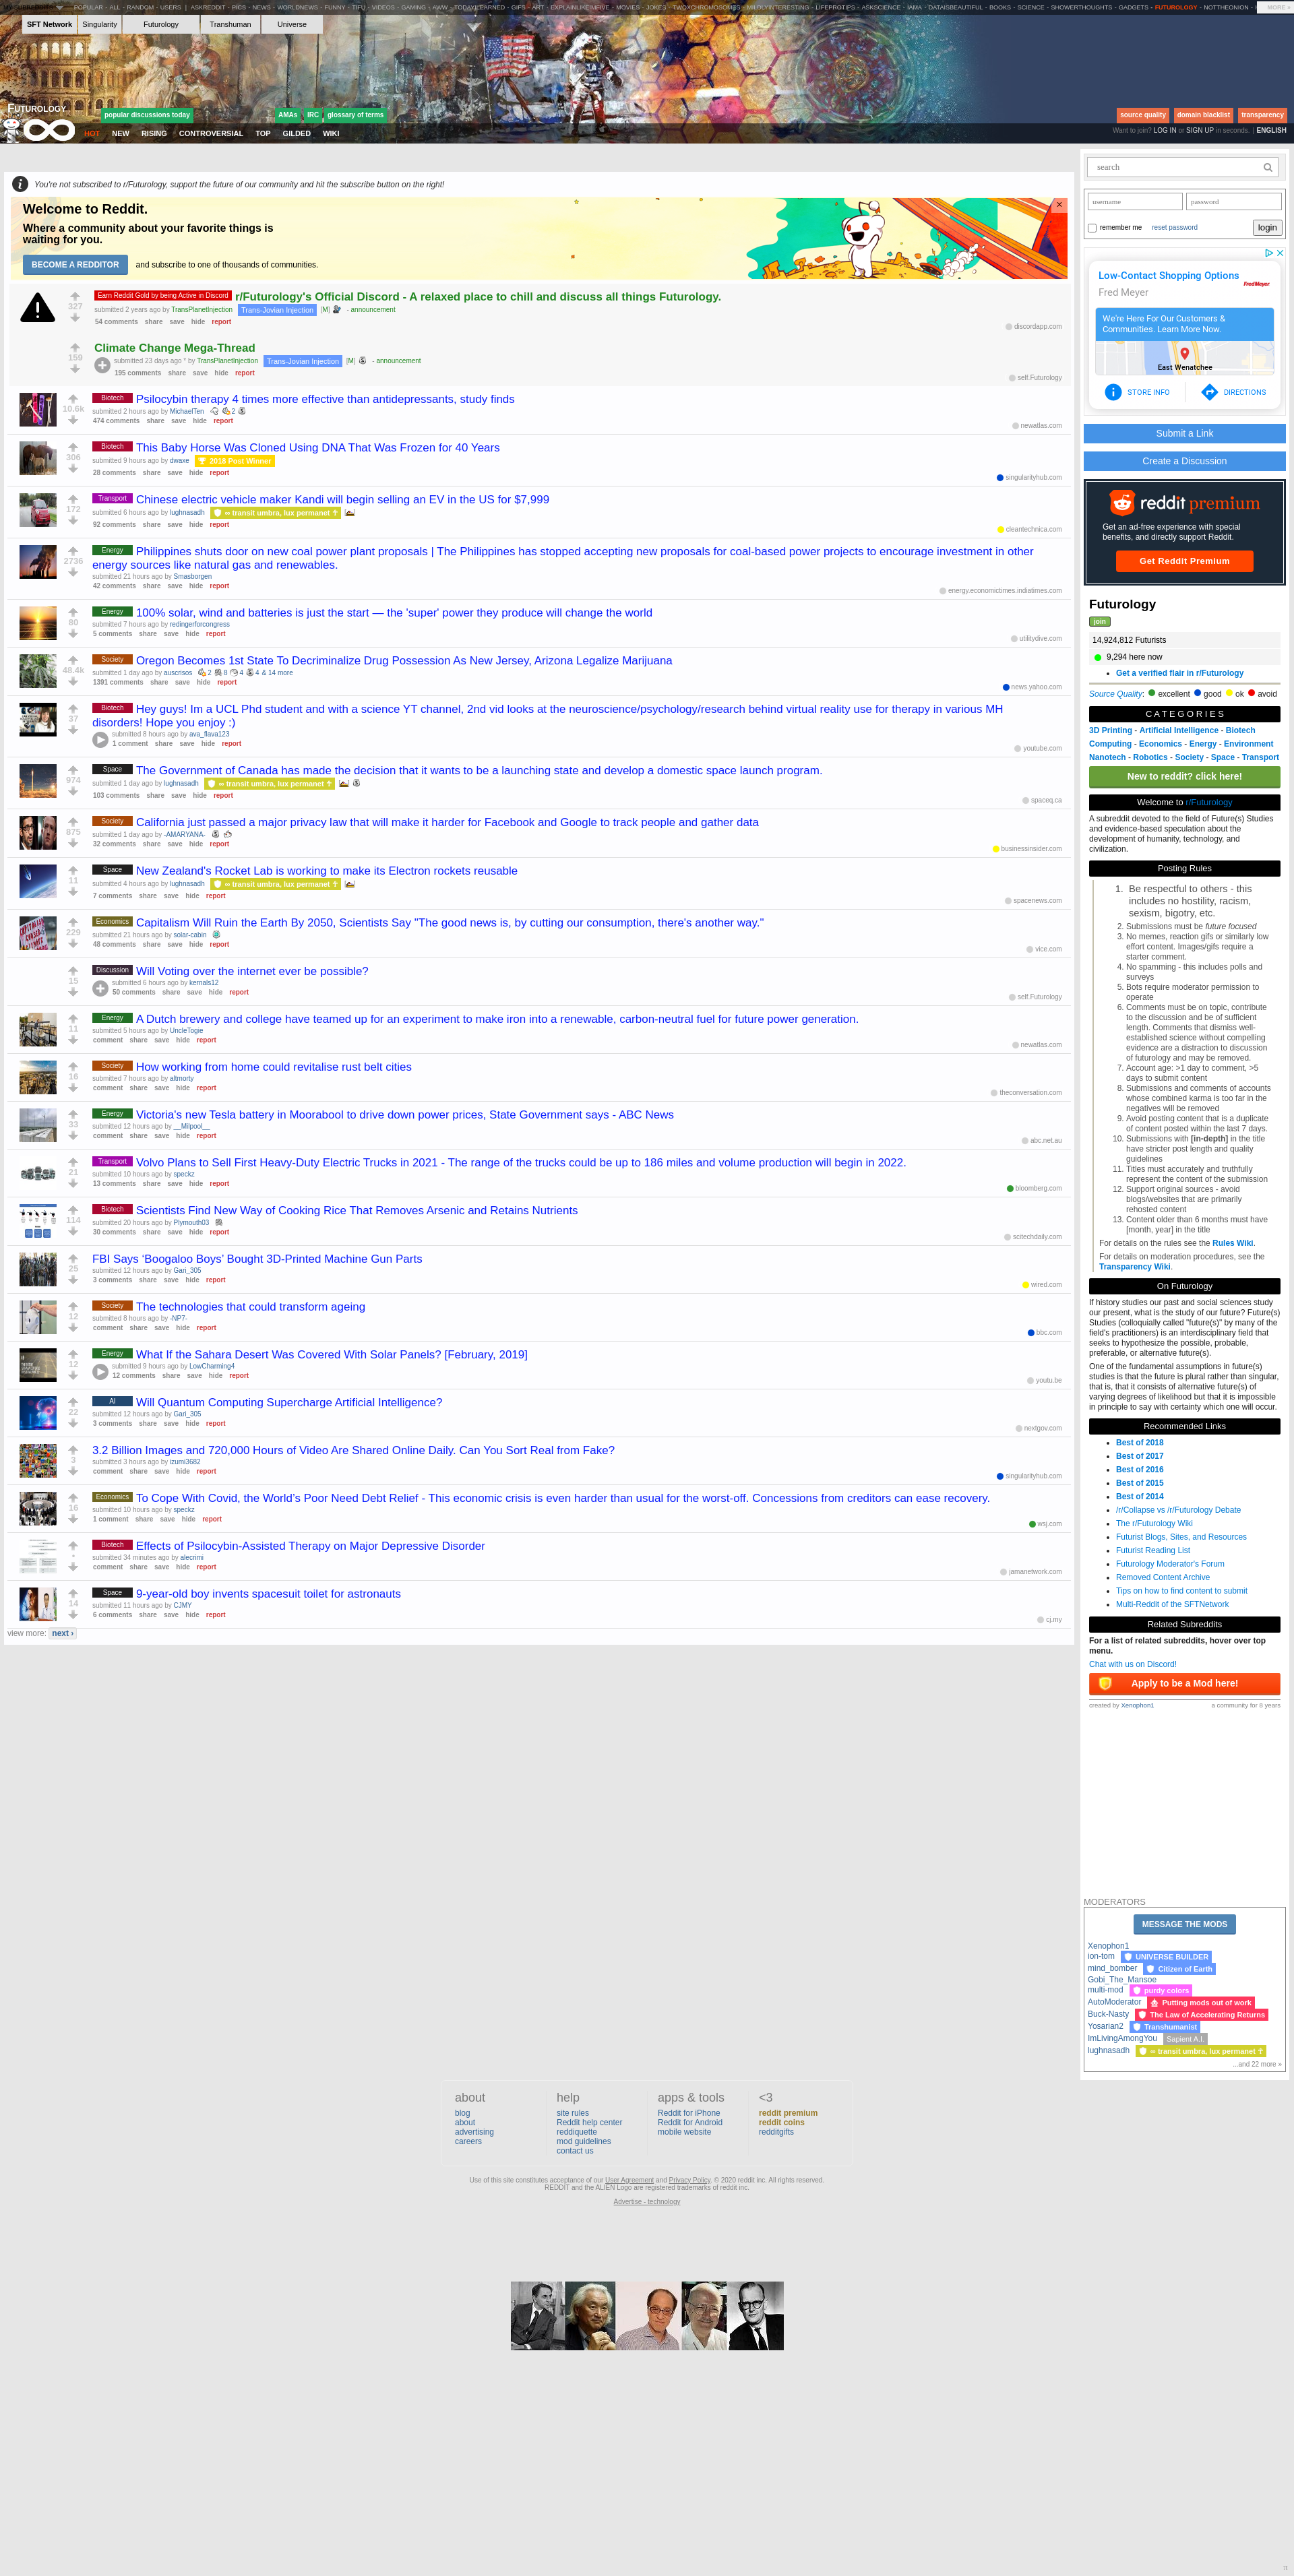 POPULAR - ALL - RANDOM - USERS | ASKREDDIT - PICS - NEWS - WORLDNEWS - FUNNY - TIFU - VIDEOS - GAMING - AWW - TODAYILEARNED - GIFS - ART - EXPLAINLIKEIMFIVE - MOVIES - JOKES - TWOXCHROMOSOMES - MILDLYINTERESTING - LIFEPROTIPS - ASKSCIENCE - IAMA - DATAISBEAUTIFUL - BOOKS - SCIENCE - SHOWERTHOUGHTS - GADGETS - FUTUROLOGY - NOTTHEONION MORE »
SFT Network Singularity Futurology Transhuman Universe
FUTUROLOGY
popular discussions today AMAs IRC glossary of terms source quality domain blacklist transparency
HOT NEW RISING CONTROVERSIAL TOP GILDED WIKI
Want to join? LOG IN or SIGN UP in seconds. | ENGLISH
You're not subscribed to r/Futurology, support the future of our community and hit the subscribe button on the right!
Welcome to Reddit.
Where a community about your favorite things is
waiting for you.
BECOME A REDDITOR and subscribe to one of thousands of communities.
327
Earn Reddit Gold by being Active in Discord r/Futurology's Official Discord - A relaxed place to chill and discuss all things Futurology.
submitted 2 years ago by TransPlanetInjection Trans-Jovian Injection [M] - announcement
54 comments share save hide report
discordapp.com
159
Climate Change Mega-Thread
submitted 23 days ago * by TransPlanetInjection Trans-Jovian Injection [M] - announcement
195 comments share save hide report
self.Futurology
10.6k
Biotech Psilocybin therapy 4 times more effective than antidepressants, study finds
submitted 2 hours ago by MichaelTen 2
474 comments share save hide report
newatlas.com
306
Biotech This Baby Horse Was Cloned Using DNA That Was Frozen for 40 Years
submitted 9 hours ago by dwaxe 2018 Post Winner
28 comments share save hide report
singularityhub.com
172
Transport Chinese electric vehicle maker Kandi will begin selling an EV in the US for $7,999
submitted 6 hours ago by lughnasadh ∞ transit umbra, lux permanet ☥
92 comments share save hide report
cleantechnica.com
2736
Energy Philippines shuts door on new coal power plant proposals | The Philippines has stopped accepting new proposals for coal-based power projects to encourage investment in other
energy sources like natural gas and renewables.
submitted 21 hours ago by Smasborgen
42 comments share save hide report
energy.economictimes.indiatimes.com
80
Energy 100% solar, wind and batteries is just the start — the 'super' power they produce will change the world
submitted 7 hours ago by redingerforcongress
5 comments share save hide report
utilitydive.com
48.4k
Society Oregon Becomes 1st State To Decriminalize Drug Possession As New Jersey, Arizona Legalize Marijuana
submitted 1 day ago by auscrisos 2 8 4 4 & 14 more
1391 comments share save hide report
news.yahoo.com
37
Biotech Hey guys! Im a UCL Phd student and with a science YT channel, 2nd vid looks at the neuroscience/psychology/research behind virtual reality use for therapy in various MH
disorders! Hope you enjoy :)
submitted 8 hours ago by ava_flava123
1 comment share save hide report
youtube.com
974
Space The Government of Canada has made the decision that it wants to be a launching state and develop a domestic space launch program.
submitted 1 day ago by lughnasadh ∞ transit umbra, lux permanet ☥
103 comments share save hide report
spaceq.ca
875
Society California just passed a major privacy law that will make it harder for Facebook and Google to track people and gather data
submitted 1 day ago by -AMARYANA-
32 comments share save hide report
businessinsider.com
11
Space New Zealand's Rocket Lab is working to make its Electron rockets reusable
submitted 4 hours ago by lughnasadh ∞ transit umbra, lux permanet ☥
7 comments share save hide report
spacenews.com
229
Economics Capitalism Will Ruin the Earth By 2050, Scientists Say "The good news is, by cutting our consumption, there's another way."
submitted 21 hours ago by solar-cabin
48 comments share save hide report
vice.com
15
Discussion Will Voting over the internet ever be possible?
submitted 6 hours ago by kernals12
50 comments share save hide report
self.Futurology
11
Energy A Dutch brewery and college have teamed up for an experiment to make iron into a renewable, carbon-neutral fuel for future power generation.
submitted 5 hours ago by UncleTogie
comment share save hide report
newatlas.com
16
Society How working from home could revitalise rust belt cities
submitted 7 hours ago by altmorty
comment share save hide report
theconversation.com
33
Energy Victoria's new Tesla battery in Moorabool to drive down power prices, State Government says - ABC News
submitted 12 hours ago by __Milpool__
comment share save hide report
abc.net.au
21
Transport Volvo Plans to Sell First Heavy-Duty Electric Trucks in 2021 - The range of the trucks could be up to 186 miles and volume production will begin in 2022.
submitted 10 hours ago by speckz
13 comments share save hide report
bloomberg.com
114
Biotech Scientists Find New Way of Cooking Rice That Removes Arsenic and Retains Nutrients
submitted 20 hours ago by Plymouth03
30 comments share save hide report
scitechdaily.com
25
FBI Says ‘Boogaloo Boys’ Bought 3D-Printed Machine Gun Parts
submitted 12 hours ago by Gari_305
3 comments share save hide report
wired.com
12
Society The technologies that could transform ageing
submitted 8 hours ago by -NP7-
comment share save hide report
bbc.com
12
Energy What If the Sahara Desert Was Covered With Solar Panels? [February, 2019]
submitted 9 hours ago by LowCharming4
12 comments share save hide report
youtu.be
22
AI Will Quantum Computing Supercharge Artificial Intelligence?
submitted 12 hours ago by Gari_305
3 comments share save hide report
nextgov.com
3
3.2 Billion Images and 720,000 Hours of Video Are Shared Online Daily. Can You Sort Real from Fake?
submitted 3 hours ago by izumi3682
comment share save hide report
singularityhub.com
16
Economics To Cope With Covid, the World's Poor Need Debt Relief - This economic crisis is even harder than usual for the worst-off. Concessions from creditors can ease recovery.
submitted 10 hours ago by speckz
1 comment share save hide report
wsj.com
•
Biotech Effects of Psilocybin-Assisted Therapy on Major Depressive Disorder
submitted 34 minutes ago by alecrimi
comment share save hide report
jamanetwork.com
14
Space 9-year-old boy invents spacesuit toilet for astronauts
submitted 11 hours ago by CJMY
6 comments share save hide report
cj.my
view more: next ›
search
username password
remember me reset password login
Low-Contact Shopping Options
Fred Meyer
Fred Meyer
We're Here For Our Customers &
Communities. Learn More Now.
East Wenatchee
STORE INFO DIRECTIONS
Submit a Link
Create a Discussion
reddit premium
Get an ad-free experience with special
benefits, and directly support Reddit.
Get Reddit Premium
Futurology
join
14,924,812 Futurists
9,294 here now
Get a verified flair in r/Futurology
Source Quality: excellent good ok avoid
CATEGORIES
3D Printing - Artificial Intelligence - Biotech
Computing - Economics - Energy - Environment
Nanotech - Robotics - Society - Space - Transport
New to reddit? click here!
Welcome to r/Futurology
A subreddit devoted to the field of Future(s) Studies
and evidence-based speculation about the
development of humanity, technology, and
civilization.
Posting Rules
1. Be respectful to others - this
includes no hostility, racism,
sexism, bigotry, etc.
2. Submissions must be future focused
3. No memes, reaction gifs or similarly low
effort content. Images/gifs require a
starter comment.
4. No spamming - this includes polls and
surveys
5. Bots require moderator permission to
operate
6. Comments must be on topic, contribute
to the discussion and be of sufficient
length. Comments that dismiss well-
established science without compelling
evidence are a distraction to discussion
of futurology and may be removed.
7. Account age: >1 day to comment, >5
days to submit content
8. Submissions and comments of accounts
whose combined karma is too far in the
negatives will be removed
9. Avoid posting content that is a duplicate
of content posted within the last 7 days.
10. Submissions with [in-depth] in the title
have stricter post length and quality
guidelines
11. Titles must accurately and truthfully
represent the content of the submission
12. Support original sources - avoid
blogs/websites that are primarily
rehosted content
13. Content older than 6 months must have
[month, year] in the title
For details on the rules see the Rules Wiki.
For details on moderation procedures, see the
Transparency Wiki.
On Futurology
If history studies our past and social sciences study
our present, what is the study of our future? Future(s)
Studies (colloquially called "future(s)" by many of the
field's practitioners) is an interdisciplinary field that
seeks to hypothesize the possible, probable,
preferable, or alternative future(s).
One of the fundamental assumptions in future(s)
studies is that the future is plural rather than singular,
that is, that it consists of alternative future(s) of
varying degrees of likelihood but that it is impossible
in principle to say with certainty which one will occur.
Recommended Links
Best of 2018
Best of 2017
Best of 2016
Best of 2015
Best of 2014
/r/Collapse vs /r/Futurology Debate
The r/Futurology Wiki
Futurist Blogs, Sites, and Resources
Futurist Reading List
Futurology Moderator's Forum
Removed Content Archive
Tips on how to find content to submit
Multi-Reddit of the SFTNetwork
Related Subreddits
For a list of related subreddits, hover over top
menu.
Chat with us on Discord!
Apply to be a Mod here!
created by Xenophon1 a community for 8 years
MODERATORS
MESSAGE THE MODS
Xenophon1
ion-tom UNIVERSE BUILDER
mind_bomber Citizen of Earth
Gobi_The_Mansoe
multi-mod purdy colors
AutoModerator Putting mods out of work
Buck-Nasty The Law of Accelerating Returns
Yosarian2 Transhumanist
ImLivingAmongYou Sapient A.I.
lughnasadh ∞ transit umbra, lux permanet ☥
...and 22 more »
about help apps & tools <3
blog site rules Reddit for iPhone reddit premium
about Reddit help center Reddit for Android reddit coins
advertising reddiquette mobile website redditgifts
careers mod guidelines
contact us
Use of this site constitutes acceptance of our User Agreement and Privacy Policy. © 2020 reddit inc. All rights reserved.
REDDIT and the ALIEN Logo are registered trademarks of reddit inc.
Advertise - technology
π